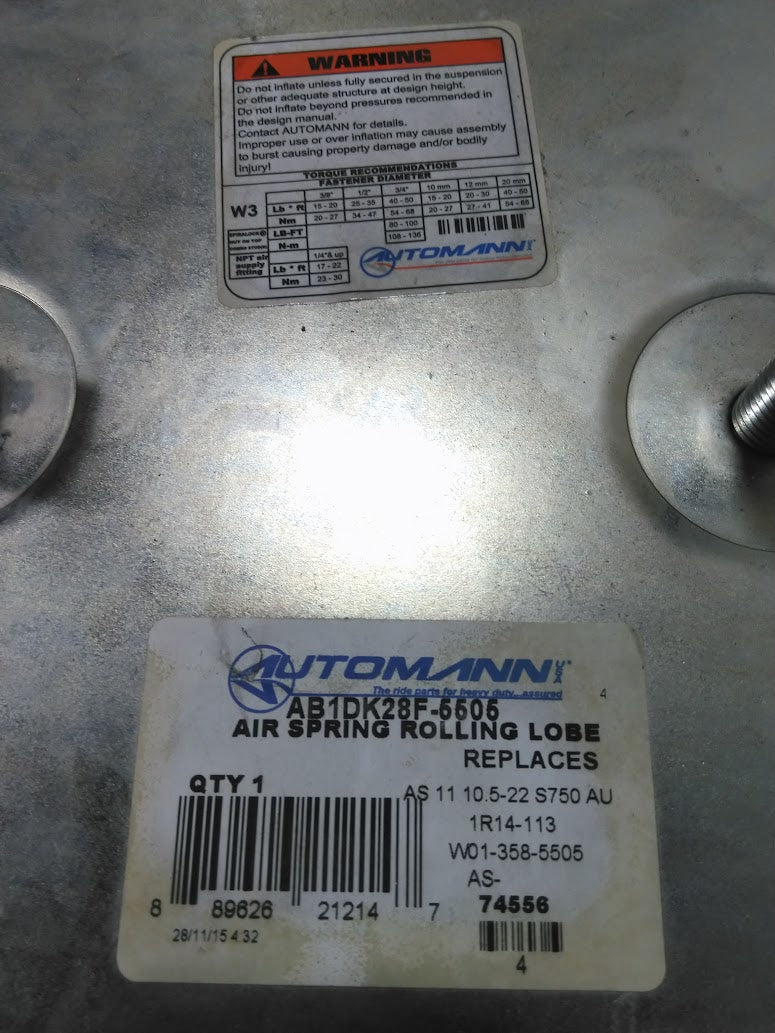 WARNING
Do not inflate unless fully secured in the suspension
or other adequate structure at design height.
Do not inflate beyond pressures recommended in
the design manual.
Contact AUTOMANN for details.
Improper use or over inflation may cause assembly
to burst causing property damage and/or bodily
injury!
TORQUE RECOMMENDATIONS
FASTENER DIAMETER
3/8" 1/2" 3/4" 10 mm 12 mm 20 mm
W3 Lb * ft 15 - 20 25 - 35 40 - 50 15 - 20 20 - 30 40 - 50
Nm 20 - 27 34 - 47 54 - 68 20 - 27 27 - 41 54 - 68
LB-FT 80 - 100
N-m 108 - 136
NPT air
supply
fitting
1/4"& up
Lb * ft 17 - 22
Nm 23 - 30
AUTOMANN
AUTOMANN USA
The ride parts for heavy duty...assured
4
AB1DK28F-5505
AIR SPRING ROLLING LOBE
REPLACES
QTY 1
AS 11 10.5-22 S750 AU
1R14-113
W01-358-5505
AS-
74556
8 89626 21214 7
28/11/15 4:32
4